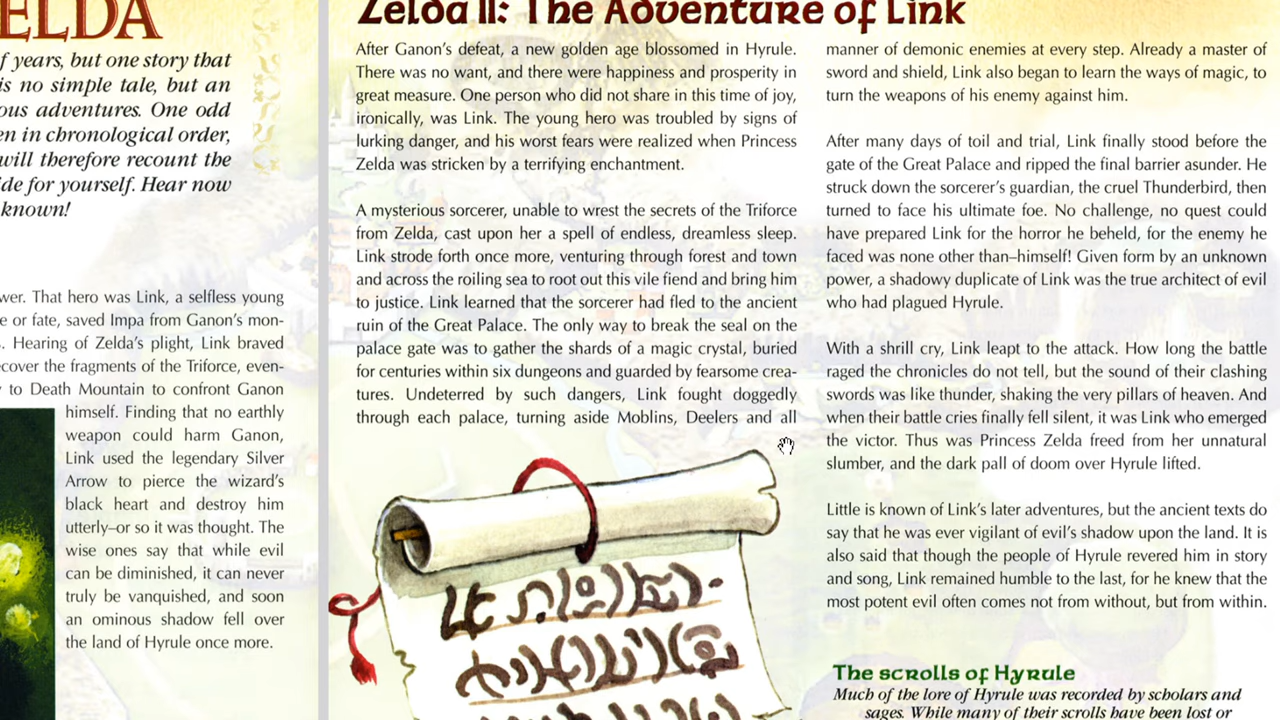 ELDA
f years, but one story that
is no simple tale, but an
ous adventures. One odd
en in chronological order,
will therefore recount the
ide for yourself. Hear now
known!
wer. That hero was Link, a selfless young
e or fate, saved Impa from Ganon's mon-
. Hearing of Zelda's plight, Link braved
cover the fragments of the Triforce, even-
y to Death Mountain to confront Ganon
himself. Finding that no earthly
weapon could harm Ganon,
Link used the legendary Silver
Arrow to pierce the wizard's
black heart and destroy him
utterly–or so it was thought. The
wise ones say that while evil
can be diminished, it can never
truly be vanquished, and soon
an ominous shadow fell over
the land of Hyrule once more.
Zelda II: The Adventure of Link
After Ganon's defeat, a new golden age blossomed in Hyrule.
There was no want, and there were happiness and prosperity in
great measure. One person who did not share in this time of joy,
ironically, was Link. The young hero was troubled by signs of
lurking danger, and his worst fears were realized when Princess
Zelda was stricken by a terrifying enchantment.
A mysterious sorcerer, unable to wrest the secrets of the Triforce
from Zelda, cast upon her a spell of endless, dreamless sleep.
Link strode forth once more, venturing through forest and town
and across the roiling sea to root out this vile fiend and bring him
to justice. Link learned that the sorcerer had fled to the ancient
ruin of the Great Palace. The only way to break the seal on the
palace gate was to gather the shards of a magic crystal, buried
for centuries within six dungeons and guarded by fearsome crea-
tures. Undeterred by such dangers, Link fought doggedly
through each palace, turning aside Moblins, Deelers and all
manner of demonic enemies at every step. Already a master of
sword and shield, Link also began to learn the ways of magic, to
turn the weapons of his enemy against him.
After many days of toil and trial, Link finally stood before the
gate of the Great Palace and ripped the final barrier asunder. He
struck down the sorcerer's guardian, the cruel Thunderbird, then
turned to face his ultimate foe. No challenge, no quest could
have prepared Link for the horror he beheld, for the enemy he
faced was none other than–himself! Given form by an unknown
power, a shadowy duplicate of Link was the true architect of evil
who had plagued Hyrule.
With a shrill cry, Link leapt to the attack. How long the battle
raged the chronicles do not tell, but the sound of their clashing
swords was like thunder, shaking the very pillars of heaven. And
when their battle cries finally fell silent, it was Link who emerged
the victor. Thus was Princess Zelda freed from her unnatural
slumber, and the dark pall of doom over Hyrule lifted.
Little is known of Link's later adventures, but the ancient texts do
say that he was ever vigilant of evil's shadow upon the land. It is
also said that though the people of Hyrule revered him in story
and song, Link remained humble to the last, for he knew that the
most potent evil often comes not from without, but from within.
The scrolls of Hyrule
Much of the lore of Hyrule was recorded by scholars and
sages. While many of their scrolls have been lost or